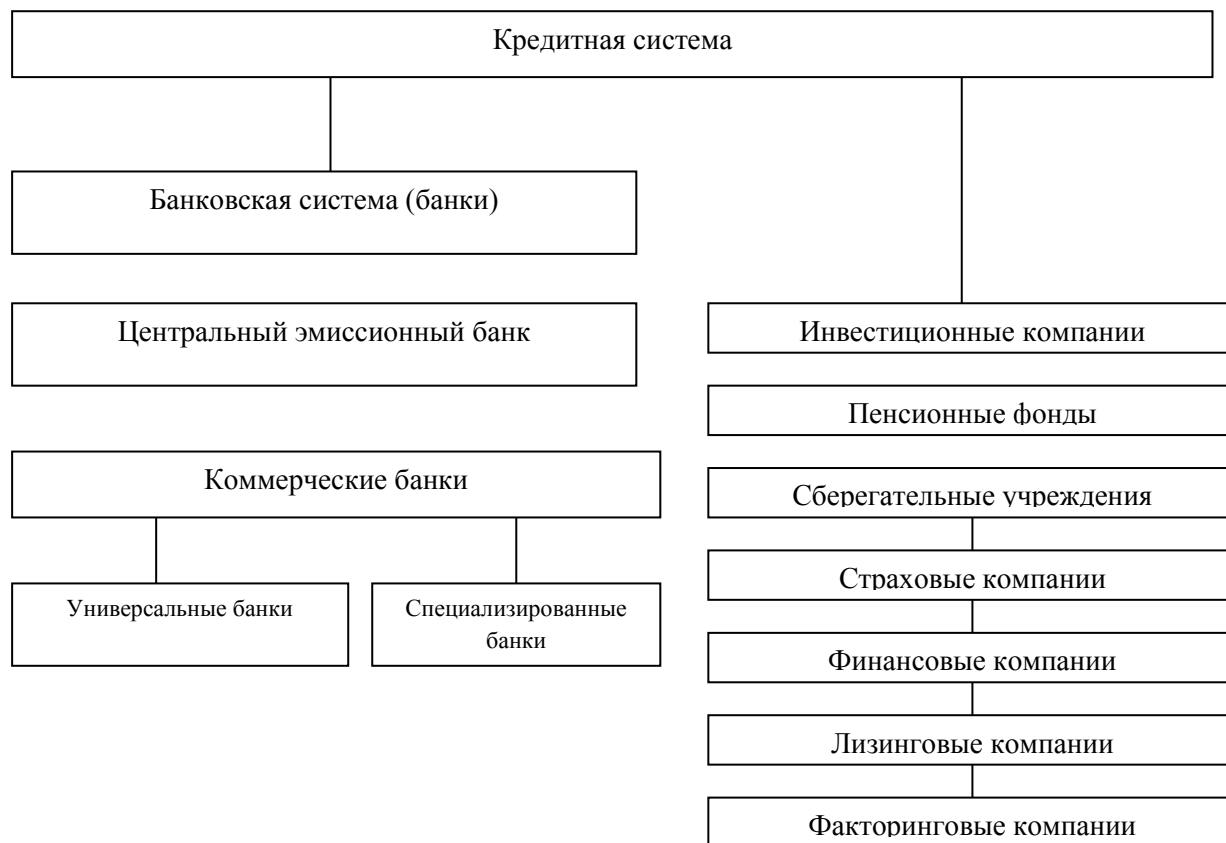 Кредитная система
Банковская система (банки)
Центральный эмиссионный банк
Коммерческие банки
Универсальные банки
Специализированные
банки
Инвестиционные компании
Пенсионные фонды
Сберегательные учреждения
Страховые компании
Финансовые компании
Лизинговые компании
Факторинговые компании